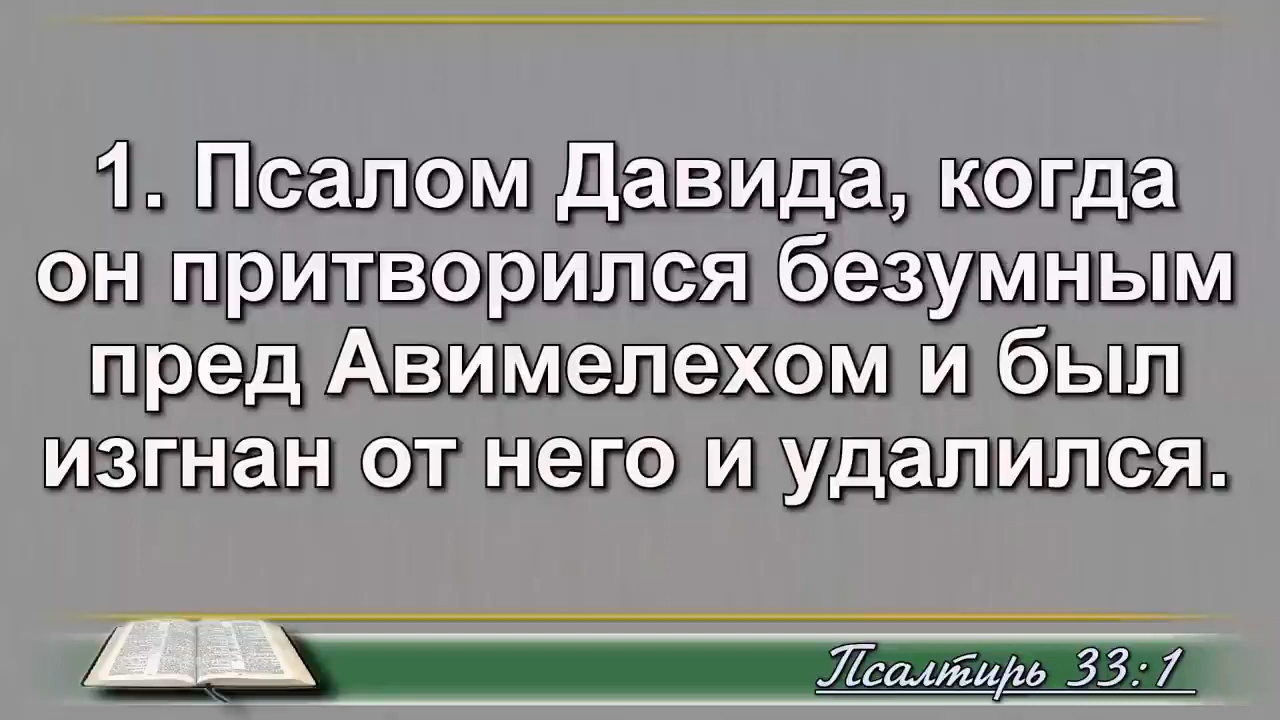 1. Псалом Давида, когда
он притворился безумным
пред Авимелехом и был
изгнан от него и удалился.
Псалтирь 33:1